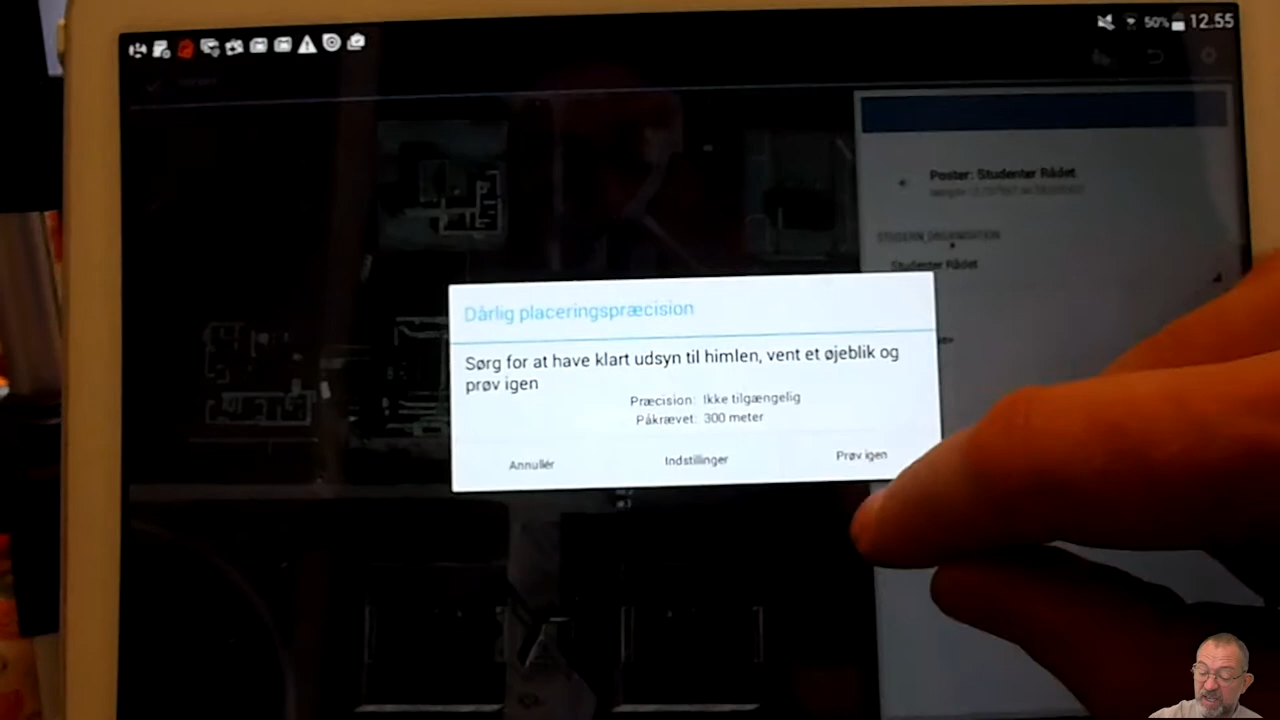 50% 12.55
Poster: Studenter Rådet
Studenter Rådet
Dårlig placeringspræcision
Sørg for at have klart udsyn til himlen, vent et øjeblik og
prøv igen
Præcision: Ikke tilgængelig
Påkrævet: 300 meter
Annullér Indstillinger Prøv igen